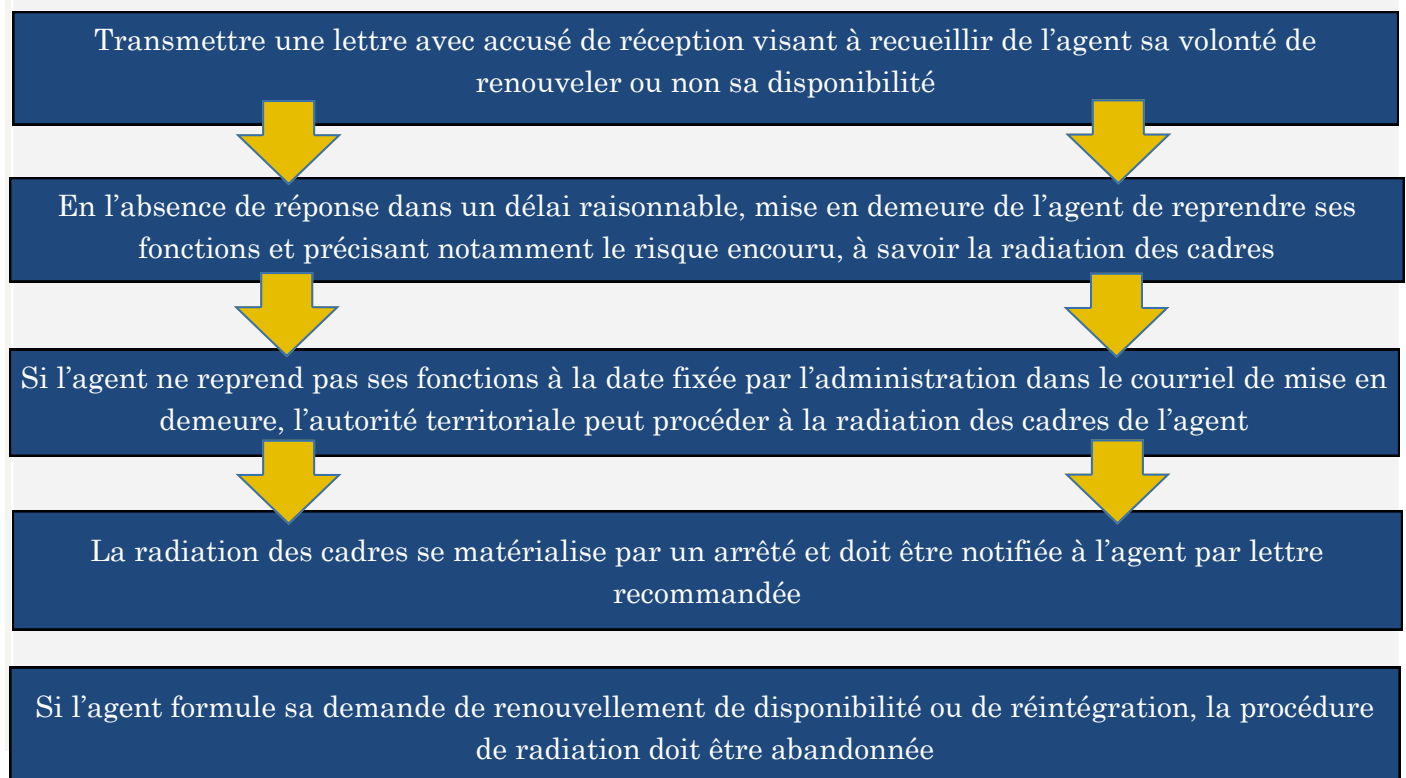 Transmettre une lettre avec accusé de réception visant à recueillir de l’agent sa volonté de
renouveler ou non sa disponibilité
En l’absence de réponse dans un délai raisonnable, mise en demeure de l’agent de reprendre ses
fonctions et précisant notamment le risque encouru, à savoir la radiation des cadres
Si l’agent ne reprend pas ses fonctions à la date fixée par l’administration dans le courriel de mise en
demeure, l’autorité territoriale peut procéder à la radiation des cadres de l’agent
La radiation des cadres se matérialise par un arrêté et doit être notifiée à l’agent par lettre
recommandée
Si l’agent formule sa demande de renouvellement de disponibilité ou de réintégration, la procédure
de radiation doit être abandonnée